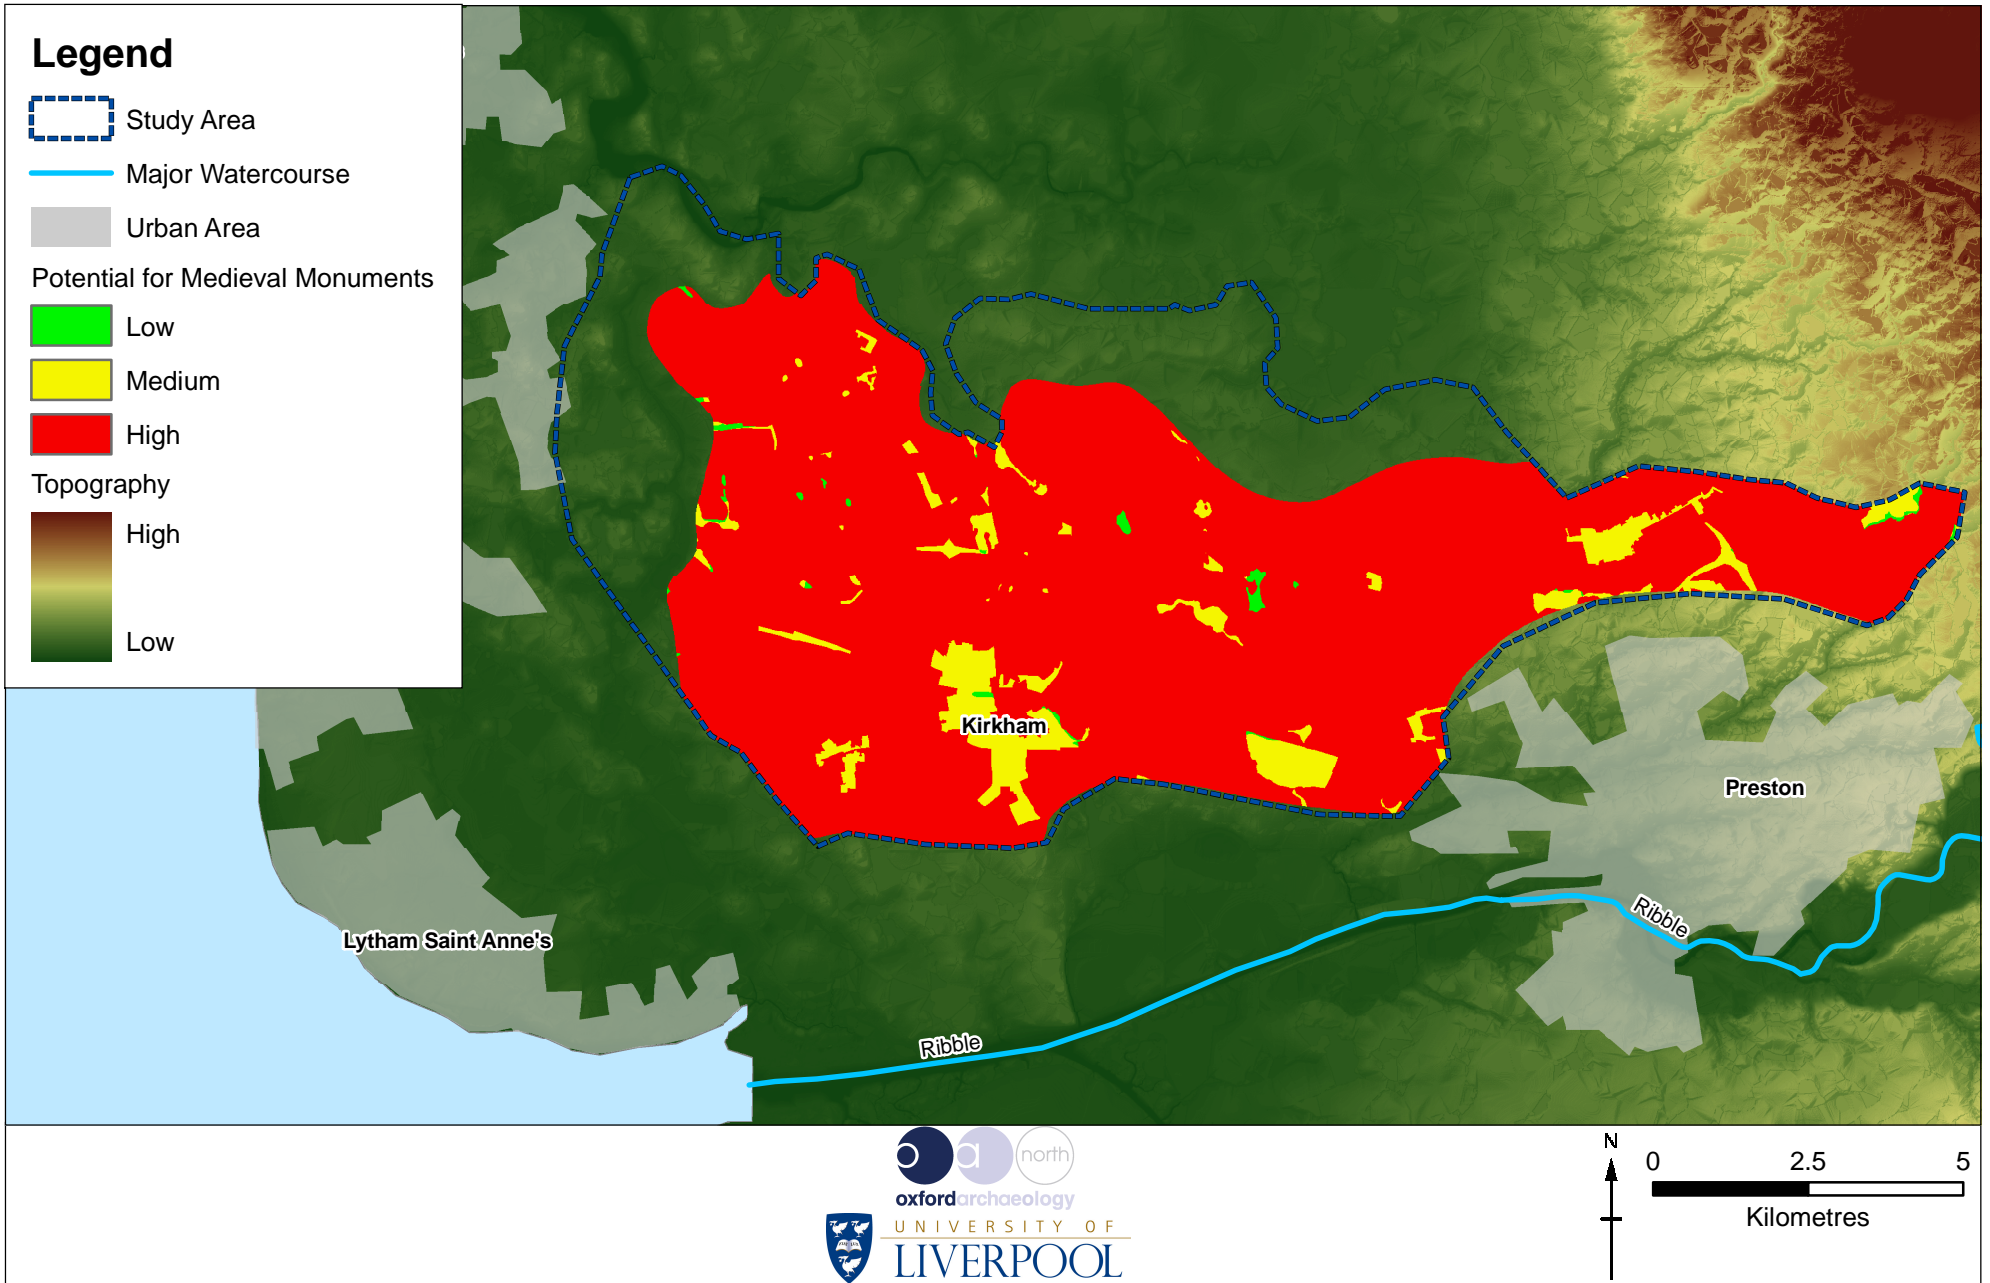 Legend
Study Area
Major Watercourse
Urban Area
Potential for Medieval Monuments
Low
Medium
High
Topography
High
Low
Kirkham
Preston
Lytham Saint Anne's
Ribble
Ribble
N
0 2.5 5
Kilometres
oa north
oxfordarchaeology
UNIVERSITY OF
LIVERPOOL